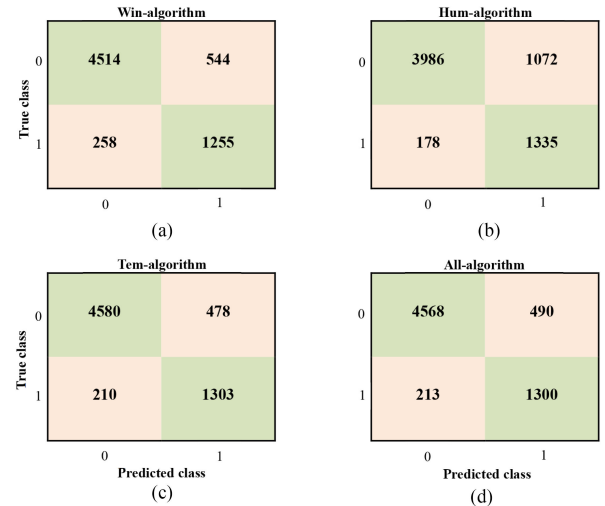 Win-algorithm
True class
0
4514
544
1
258
1255
0
1
(a)
Hum-algorithm
0
3986
1072
1
178
1335
0
1
(b)
Tem-algorithm
True class
0
4580
478
1
210
1303
0
1
Predicted class
(c)
All-algorithm
0
4568
490
1
213
1300
0
1
Predicted class
(d)